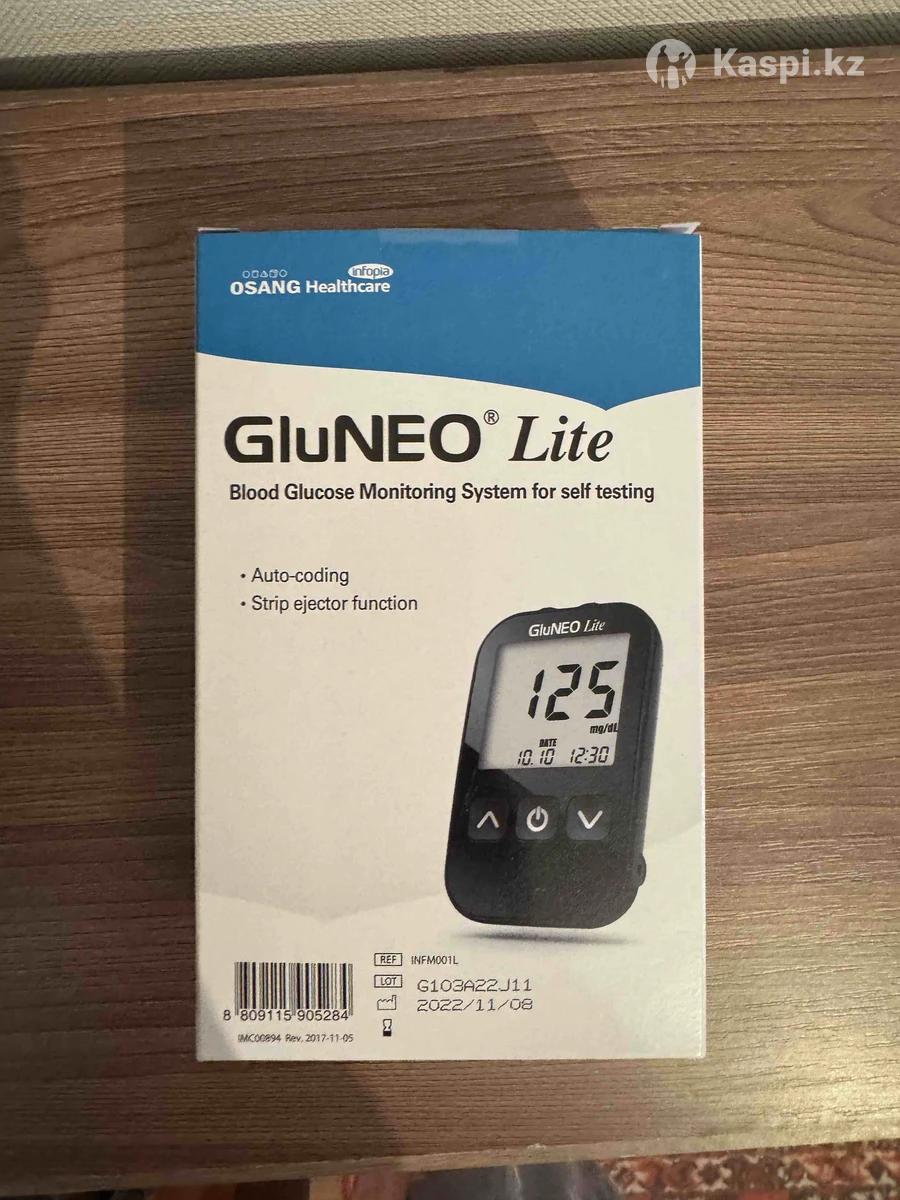 Kaspi.kz
infopia
OSANG Healthcare
GluNEO® Lite
Blood Glucose Monitoring System for self testing
• Auto-coding
• Strip ejector function
GluNEO Lite
125
mg/dL
DATE
10.10 12:30
REF INFM001L
LOT G103A22J11
2022/11/08
8 809115 905284
IMC00894 Rev. 2017-11-05